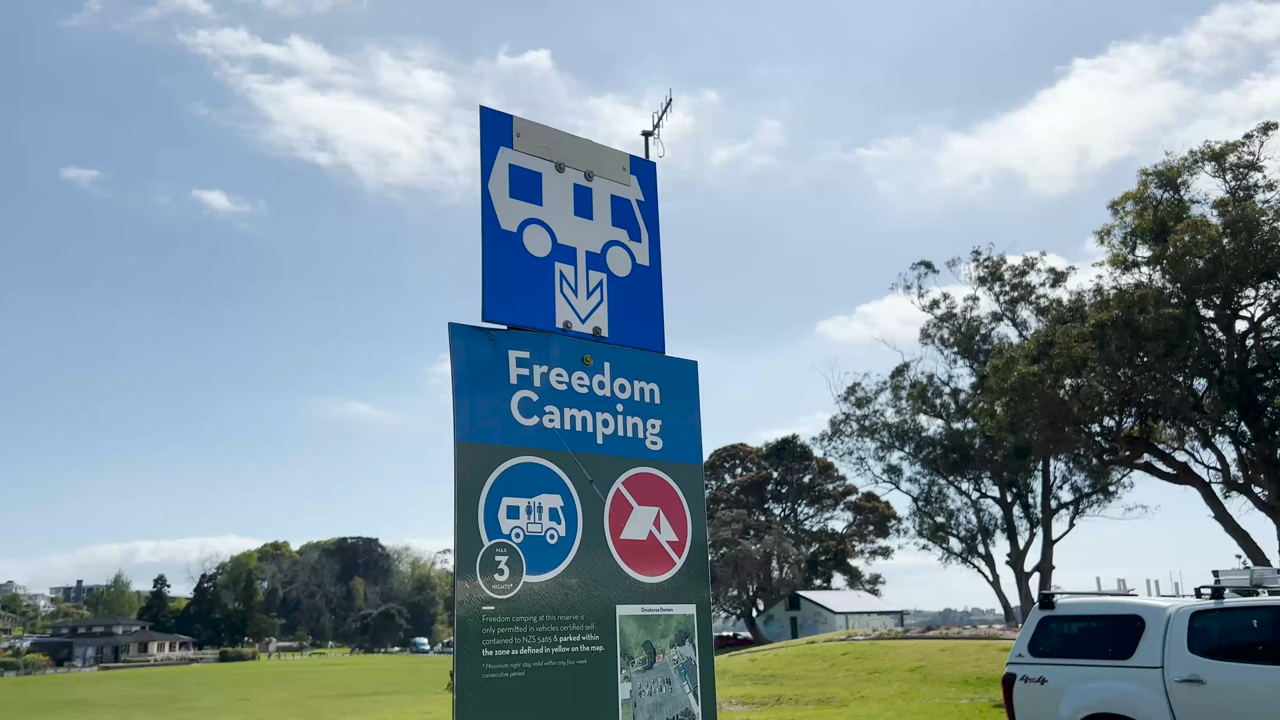 Freedom
Camping
MAX
3
NIGHTS*
Freedom camping at this reserve is
only permitted in vehicles certified self-
contained to NZS 5465 & parked within
the zone as defined in yellow on the map.
*Maximum night stay valid within any four week
consecutive period
Onekaroa Domain
4x4